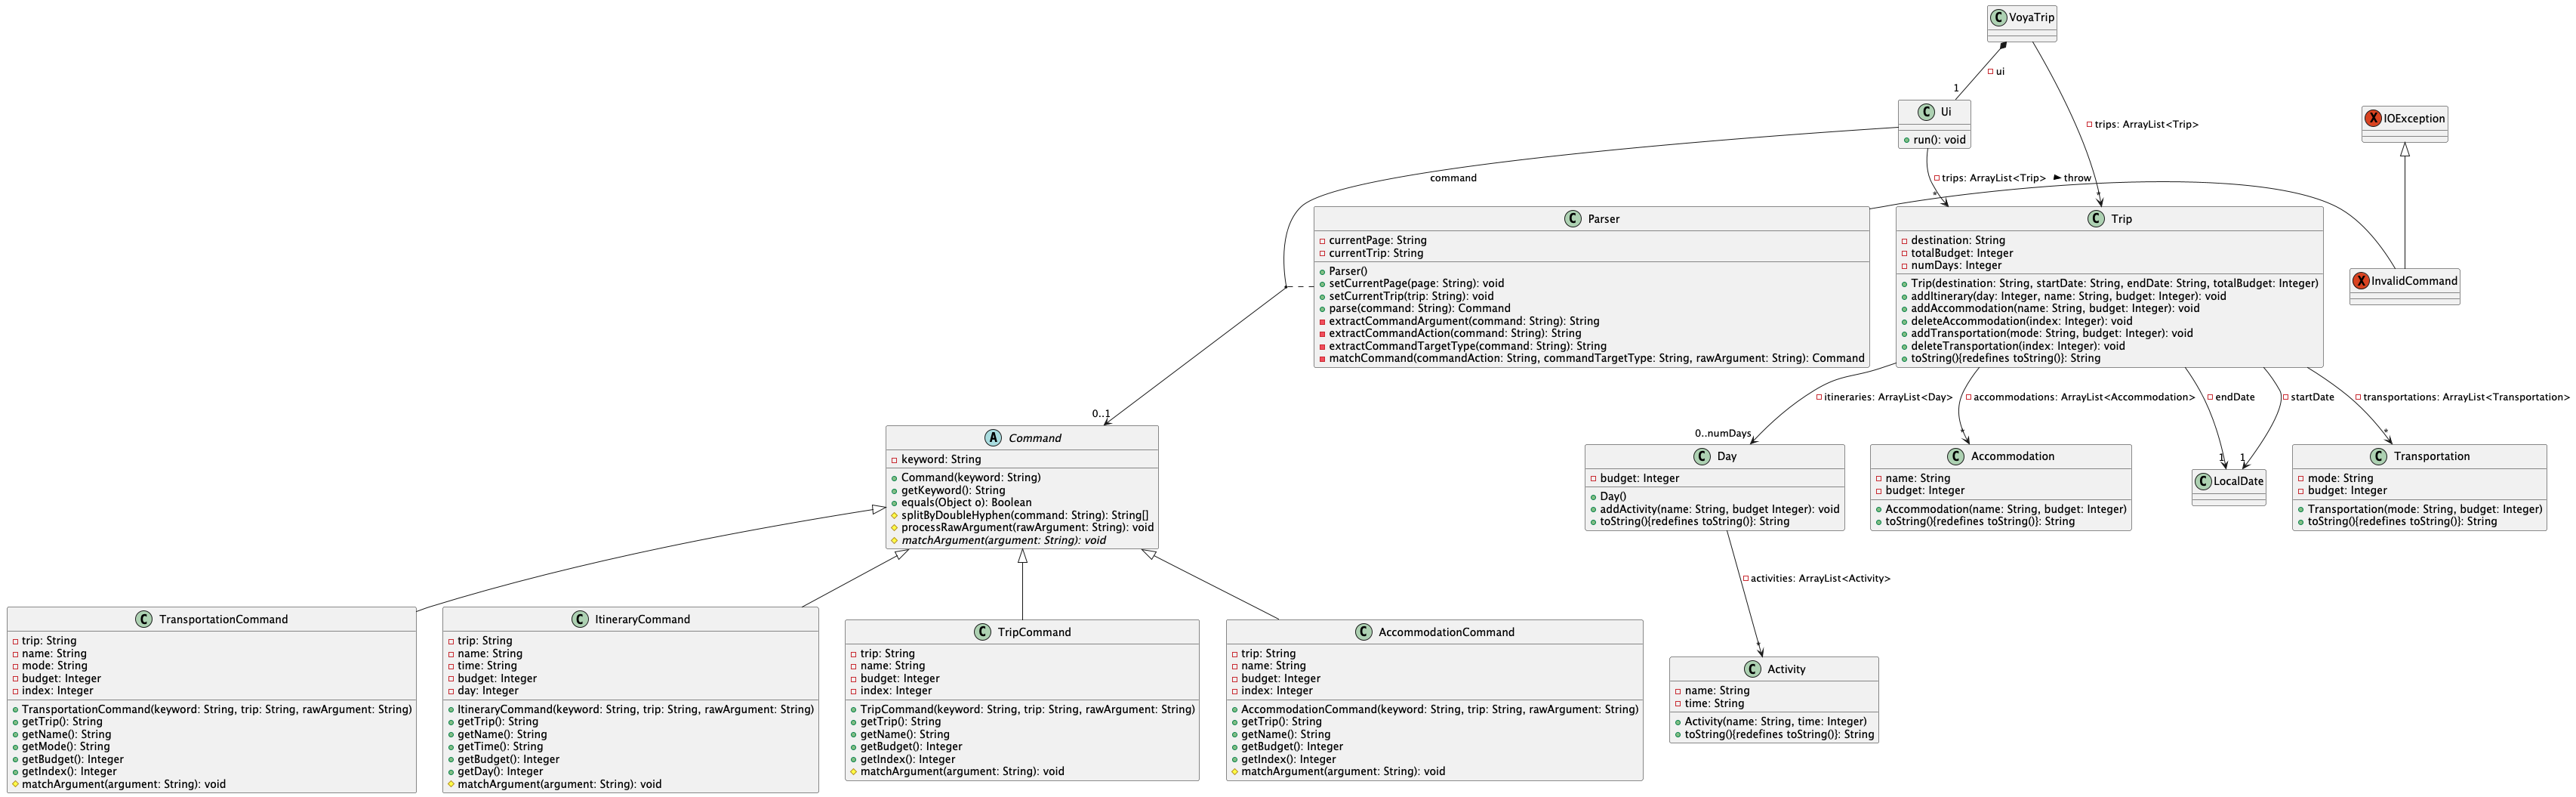 C VoyaTrip
ui
1
C Ui
run(): void
trips: ArrayList<Trip>
X IOException
command
trips: ArrayList<Trip>
throw
*
*
C Parser
currentPage: String
currentTrip: String
Parser()
setCurrentPage(page: String): void
setCurrentTrip(trip: String): void
parse(command: String): Command
extractCommandArgument(command: String): String
extractCommandAction(command: String): String
extractCommandTargetType(command: String): String
matchCommand(commandAction: String, commandTargetType: String, rawArgument: String): Command
C Trip
destination: String
totalBudget: Integer
numDays: Integer
Trip(destination: String, startDate: String, endDate: String, totalBudget: Integer)
addItinerary(day: Integer, name: String, budget: Integer): void
addAccommodation(name: String, budget: Integer): void
deleteAccommodation(index: Integer): void
addTransportation(mode: String, budget: Integer): void
deleteTransportation(index: Integer): void
toString(){redefines toString()}: String
X InvalidCommand
itineraries: ArrayList<Day>
accommodations: ArrayList<Accommodation>
endDate
startDate
transportations: ArrayList<Transportation>
0..1
0..numDays
*
1
1
*
A Command
keyword: String
Command(keyword: String)
getKeyword(): String
equals(Object o): Boolean
splitByDoubleHyphen(command: String): String[]
processRawArgument(rawArgument: String): void
matchArgument(argument: String): void
C Day
budget: Integer
Day()
addActivity(name: String, budget Integer): void
toString(){redefines toString()}: String
C Accommodation
name: String
budget: Integer
Accommodation(name: String, budget: Integer)
toString(){redefines toString()}: String
C LocalDate
C Transportation
mode: String
budget: Integer
Transportation(mode: String, budget: Integer)
toString(){redefines toString()}: String
activities: ArrayList<Activity>
*
C TransportationCommand
trip: String
name: String
mode: String
budget: Integer
index: Integer
TransportationCommand(keyword: String, trip: String, rawArgument: String)
getTrip(): String
getName(): String
getMode(): String
getBudget(): Integer
getIndex(): Integer
matchArgument(argument: String): void
C ItineraryCommand
trip: String
name: String
time: String
budget: Integer
day: Integer
ItineraryCommand(keyword: String, trip: String, rawArgument: String)
getTrip(): String
getName(): String
getTime(): String
getBudget(): Integer
getDay(): Integer
matchArgument(argument: String): void
C TripCommand
trip: String
name: String
budget: Integer
index: Integer
TripCommand(keyword: String, trip: String, rawArgument: String)
getTrip(): String
getName(): String
getBudget(): Integer
getIndex(): Integer
matchArgument(argument: String): void
C AccommodationCommand
trip: String
name: String
budget: Integer
index: Integer
AccommodationCommand(keyword: String, trip: String, rawArgument: String)
getTrip(): String
getName(): String
getBudget(): Integer
getIndex(): Integer
matchArgument(argument: String): void
C Activity
name: String
time: String
Activity(name: String, time: Integer)
toString(){redefines toString()}: String